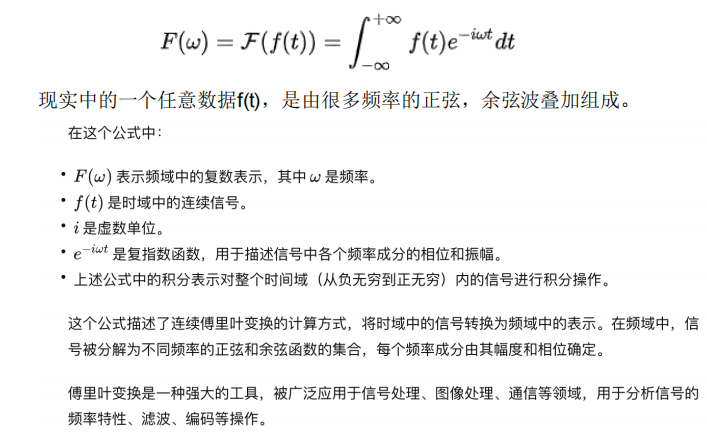 F(ω) = ℱ(f(t)) = ∫_{−∞}^{+∞} f(t)e^{−iωt} dt
现实中的一个任意数据f(t)，是由很多频率的正弦，余弦波叠加组成。
在这个公式中：
• F(ω) 表示频域中的复数表示，其中 ω 是频率。
• f(t) 是时域中的连续信号。
• i 是虚数单位。
• e^{−iωt} 是复指数函数，用于描述信号中各个频率成分的相位和振幅。
• 上述公式中的积分表示对整个时间域（从负无穷到正无穷）内的信号进行积分操作。
这个公式描述了连续傅里叶变换的计算方式，将时域中的信号转换为频域中的表示。在频域中，信
号被分解为不同频率的正弦和余弦函数的集合，每个频率成分由其幅度和相位确定。
傅里叶变换是一种强大的工具，被广泛应用于信号处理、图像处理、通信等领域，用于分析信号的
频率特性、滤波、编码等操作。